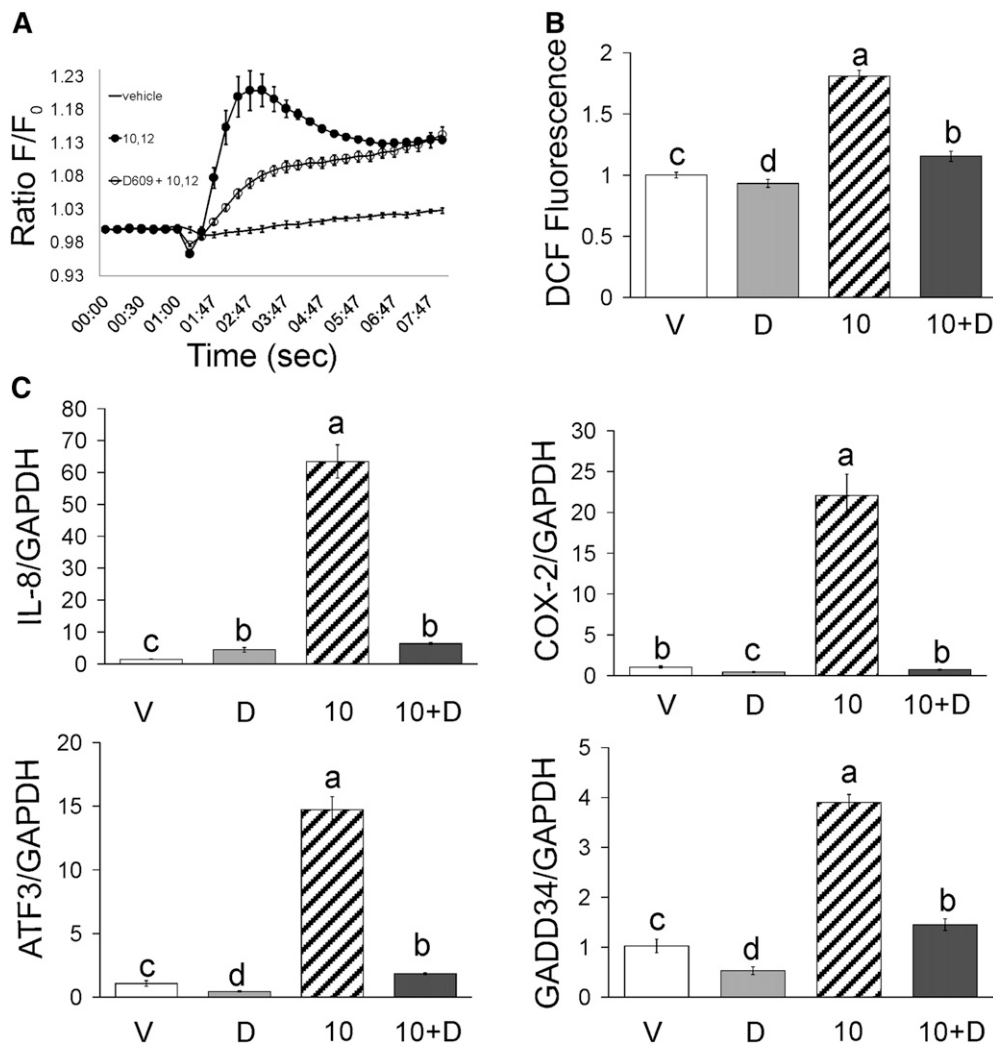 A
Ratio F/F0
1.23
1.18
1.13
1.08
1.03
0.98
0.93
vehicle
10,12
D609 + 10,12
00:00
00:30
01:00
01:47
02:47
03:47
04:47
05:47
06:47
07:47
Time (sec)
B
DCF Fluorescence
2
1.5
1
0.5
0
c
d
a
b
V
D
10
10+D
C
IL-8/GAPDH
80
70
60
50
40
30
20
10
0
c
b
a
b
V
D
10
10+D
COX-2/GAPDH
30
25
20
15
10
5
0
b
c
a
b
V
D
10
10+D
ATF3/GAPDH
20
15
10
5
0
c
d
a
b
V
D
10
10+D
GADD34/GAPDH
5
4
3
2
1
0
c
d
a
b
V
D
10
10+D